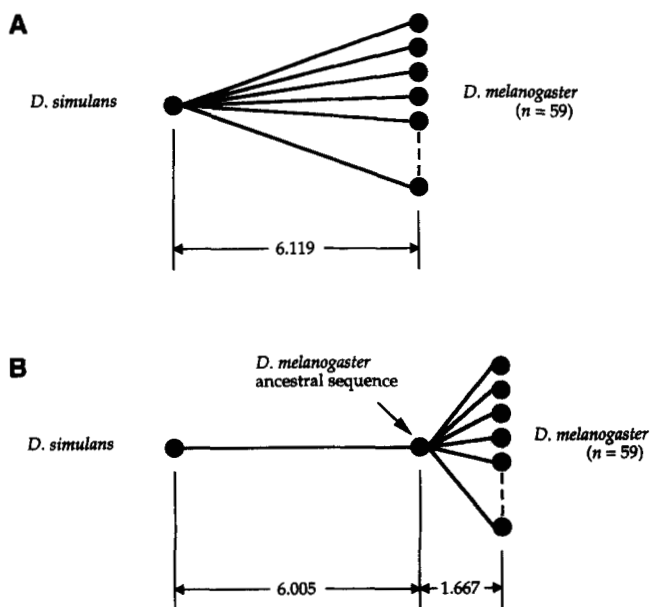 A
D. simulans
D. melanogaster
(n = 59)
6.119
B
D. melanogaster
ancestral sequence
D. simulans
D. melanogaster
(n = 59)
6.005
1.667